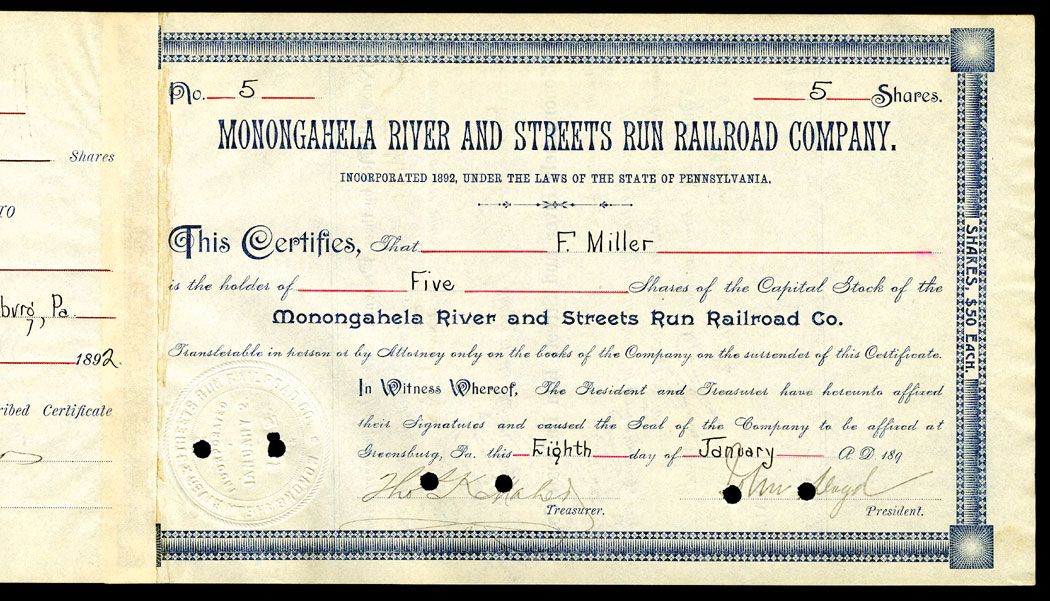 Shares
TO
burg, Pa.
1892.
ribed Certificate
No. 5
5 Shares.
MONONGAHELA RIVER AND STREETS RUN RAILROAD COMPANY.
INCORPORATED 1892, UNDER THE LAWS OF THE STATE OF PENNSYLVANIA.
This Certifies, That F. Miller
is the holder of Five Shares of the Capital Stock of the
Monongahela River and Streets Run Railroad Co.
Transferable in person or by Attorney only on the books of the Company on the surrender of this Certificate.
In Witness Whereof, The President and Treasurer have hereunto affixed
their Signatures and caused the Seal of the Company to be affixed at
Greensburg, Pa. this Eighth day of January A.D. 189
John Lloyd
Treasurer.
President.
SHARES, $50 EACH.